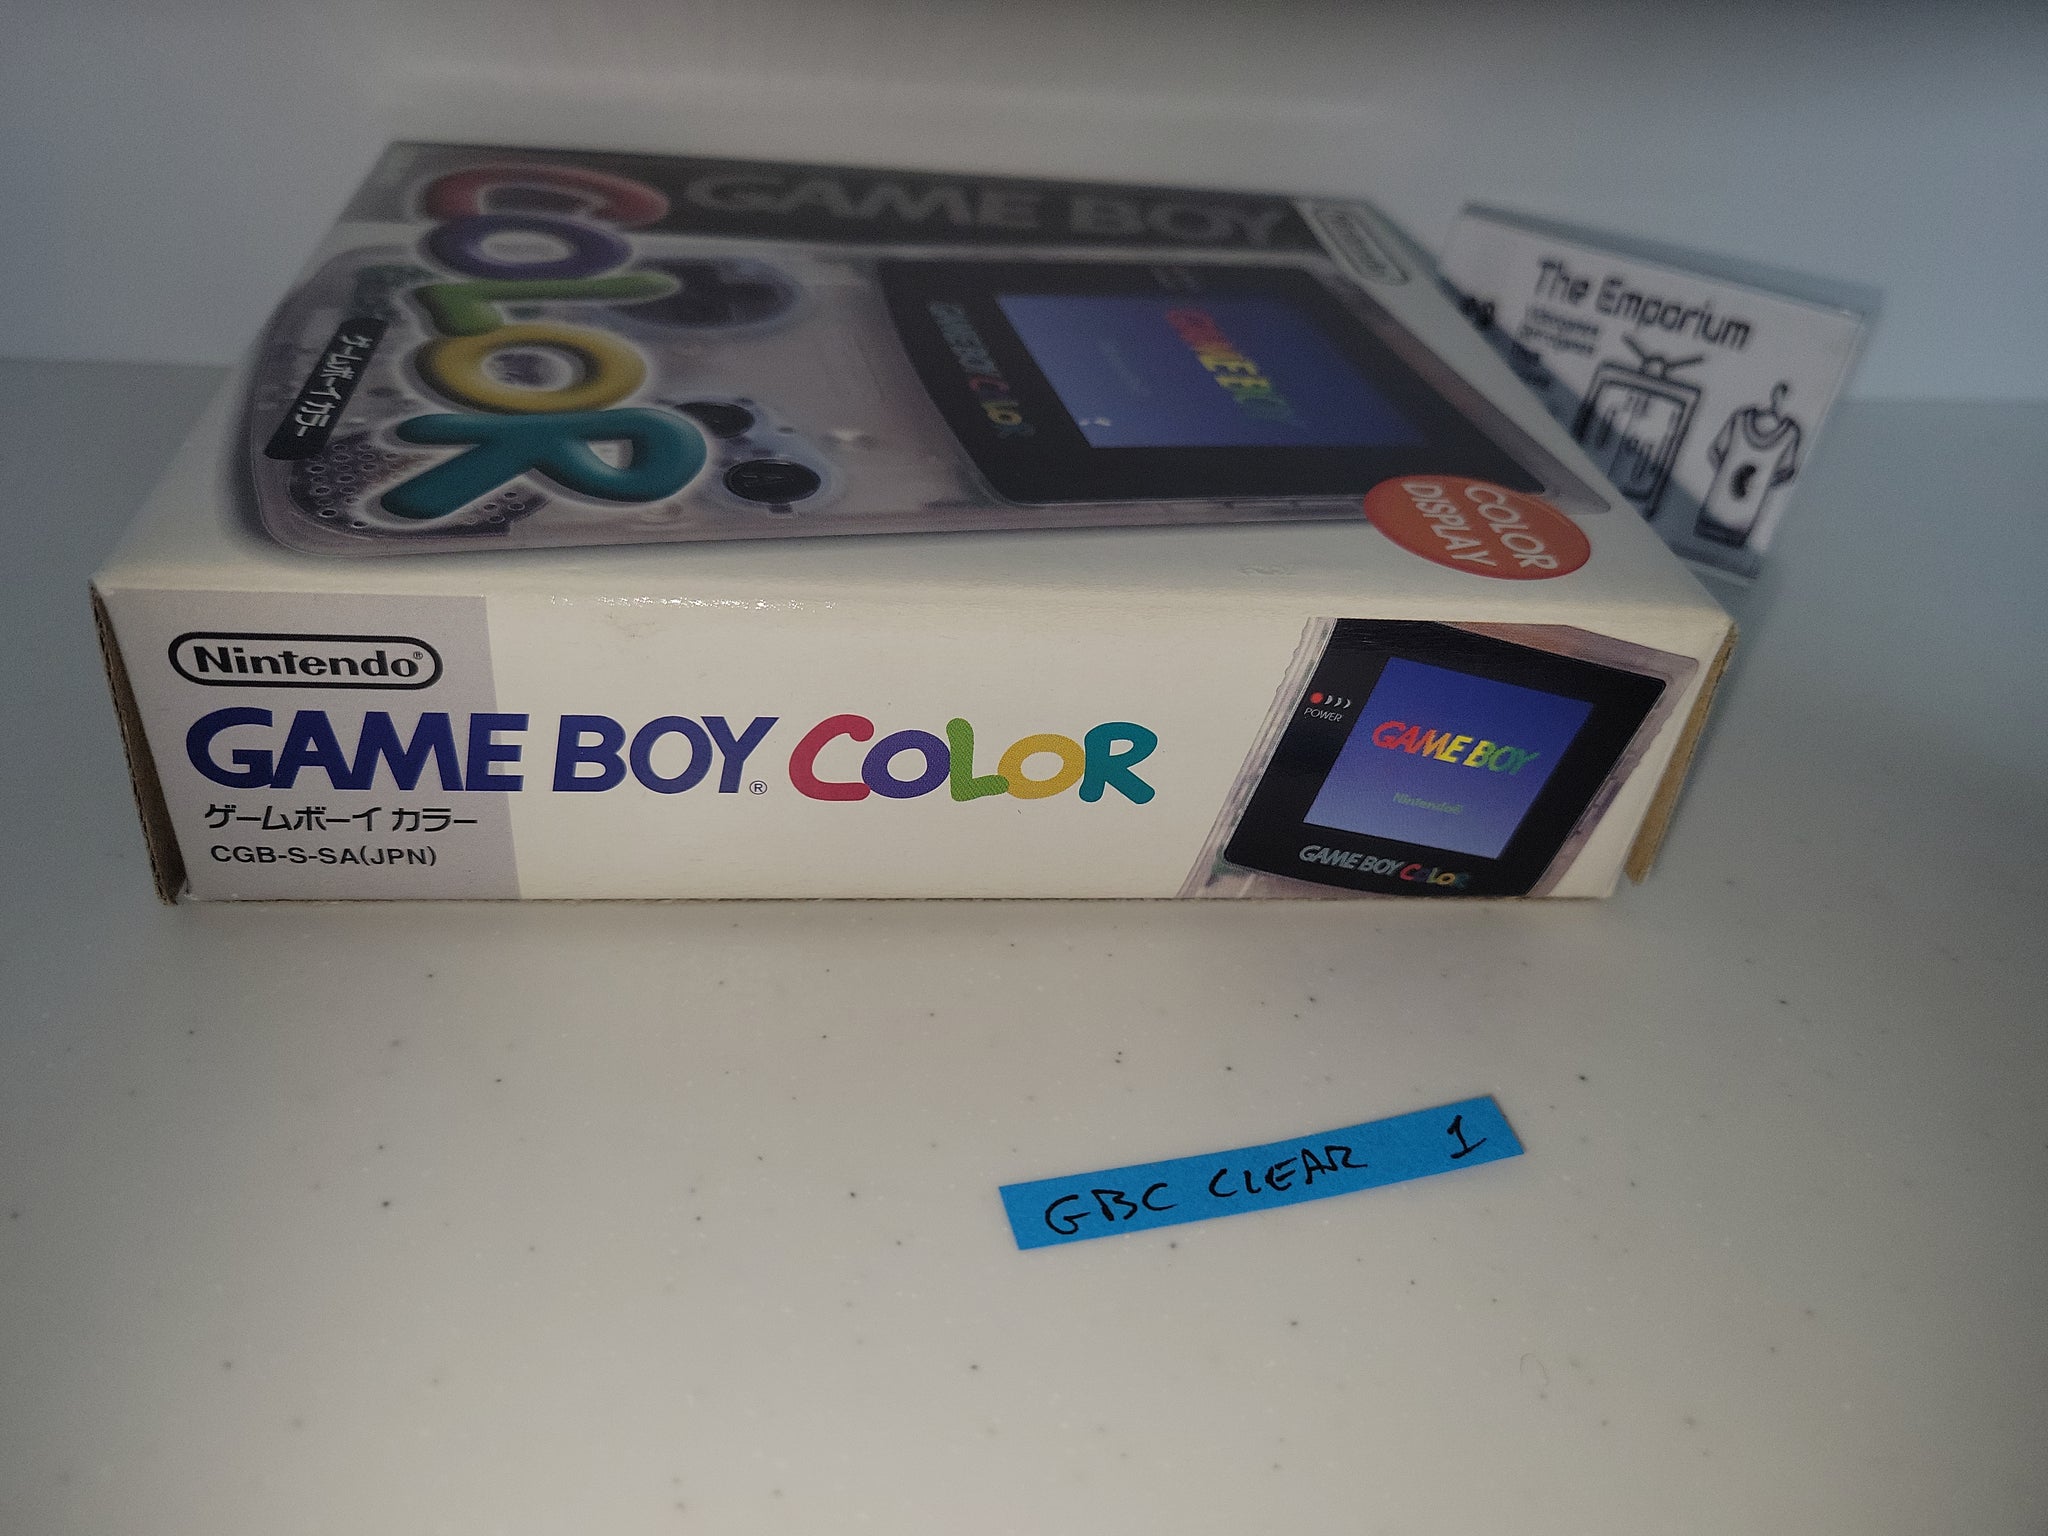 GAME BOY
COLOR
Nintendo
ゲームボーイ カラー
GAME BOY
GAME BOY COLOR
COLOR
DISPLAY
The Emporium
Nintendo®
GAME BOY® COLOR
ゲームボーイ カラー
CGB-S-SA(JPN)
POWER
GAME BOY
Nintendo®
GAME BOY COLOR
GBC CLEAR 1